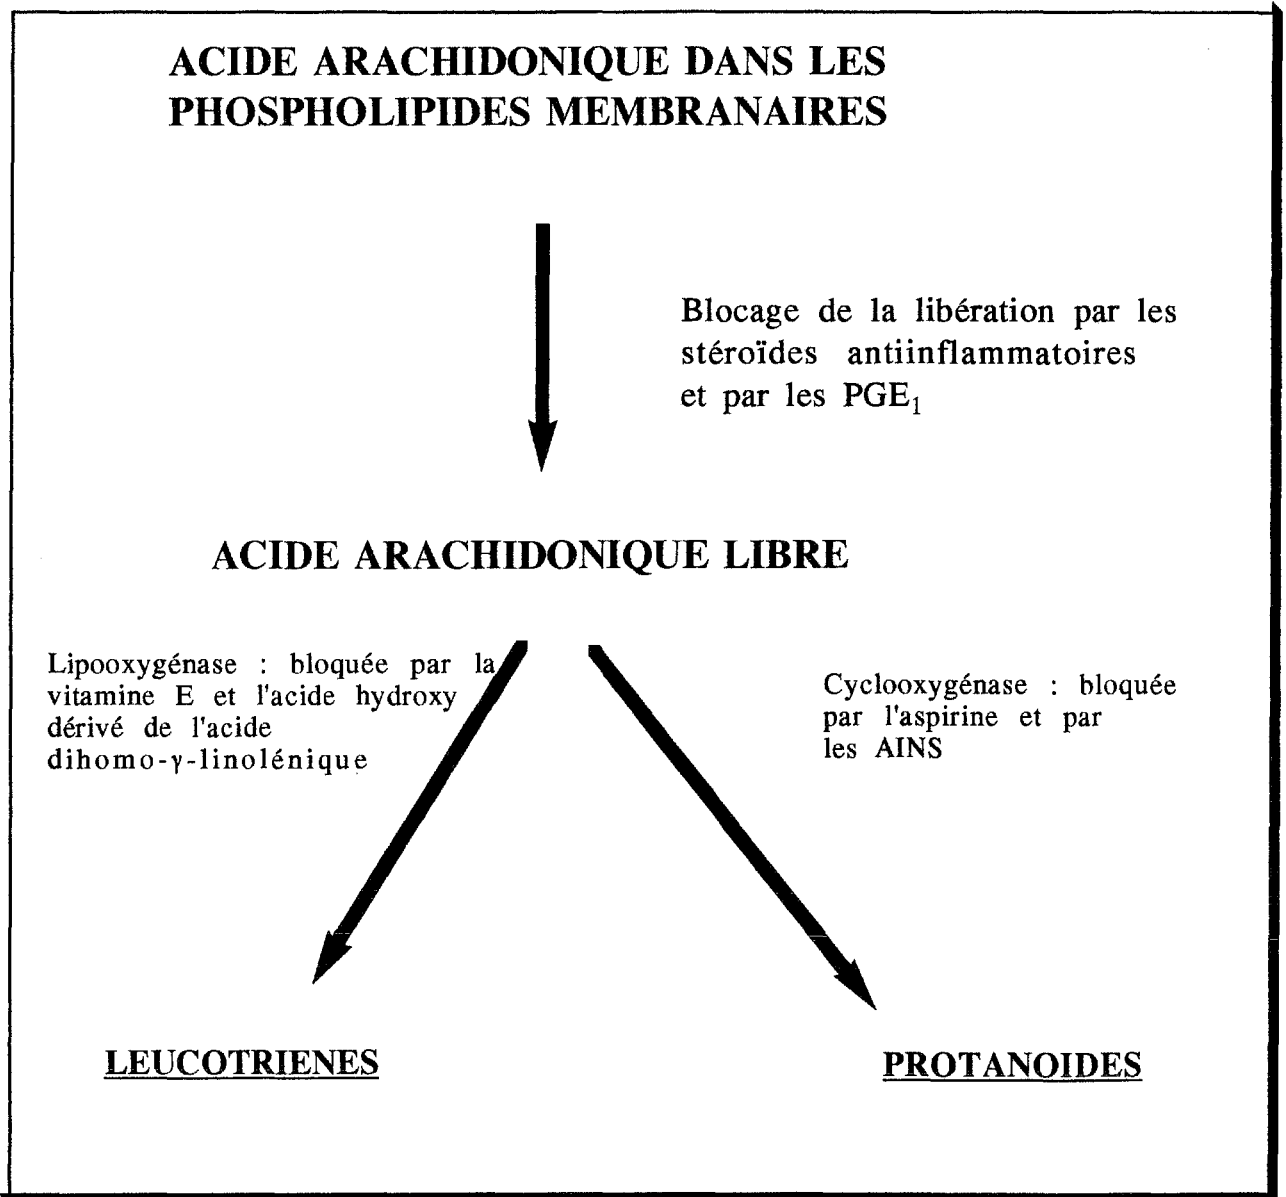 ACIDE ARACHIDONIQUE DANS LES
PHOSPHOLIPIDES MEMBRANAIRES
Blocage de la libération par les
stéroïdes antiinflammatoires
et par les PGE₁
ACIDE ARACHIDONIQUE LIBRE
Lipooxygénase : bloquée par la
vitamine E et l'acide hydroxy
dérivé de l'acide
dihomo-γ-linolénique
Cyclooxygénase : bloquée
par l'aspirine et par
les AINS
LEUCOTRIENES
PROTANOIDES